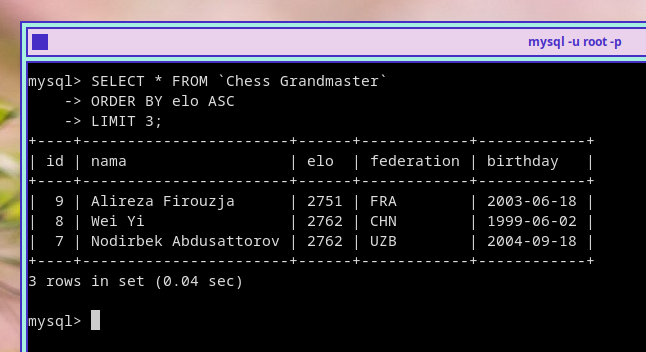 mysql -u root -p
mysql> SELECT * FROM `Chess Grandmaster`
    -> ORDER BY elo ASC
    -> LIMIT 3;
+----+-----------------------+------+------------+------------+
| id | nama                  | elo  | federation | birthday   |
+----+-----------------------+------+------------+------------+
|  9 | Alireza Firouzja      | 2751 | FRA        | 2003-06-18 |
|  8 | Wei Yi                | 2762 | CHN        | 1999-06-02 |
|  7 | Nodirbek Abdusattorov | 2762 | UZB        | 2004-09-18 |
+----+-----------------------+------+------------+------------+
3 rows in set (0.04 sec)
mysql>